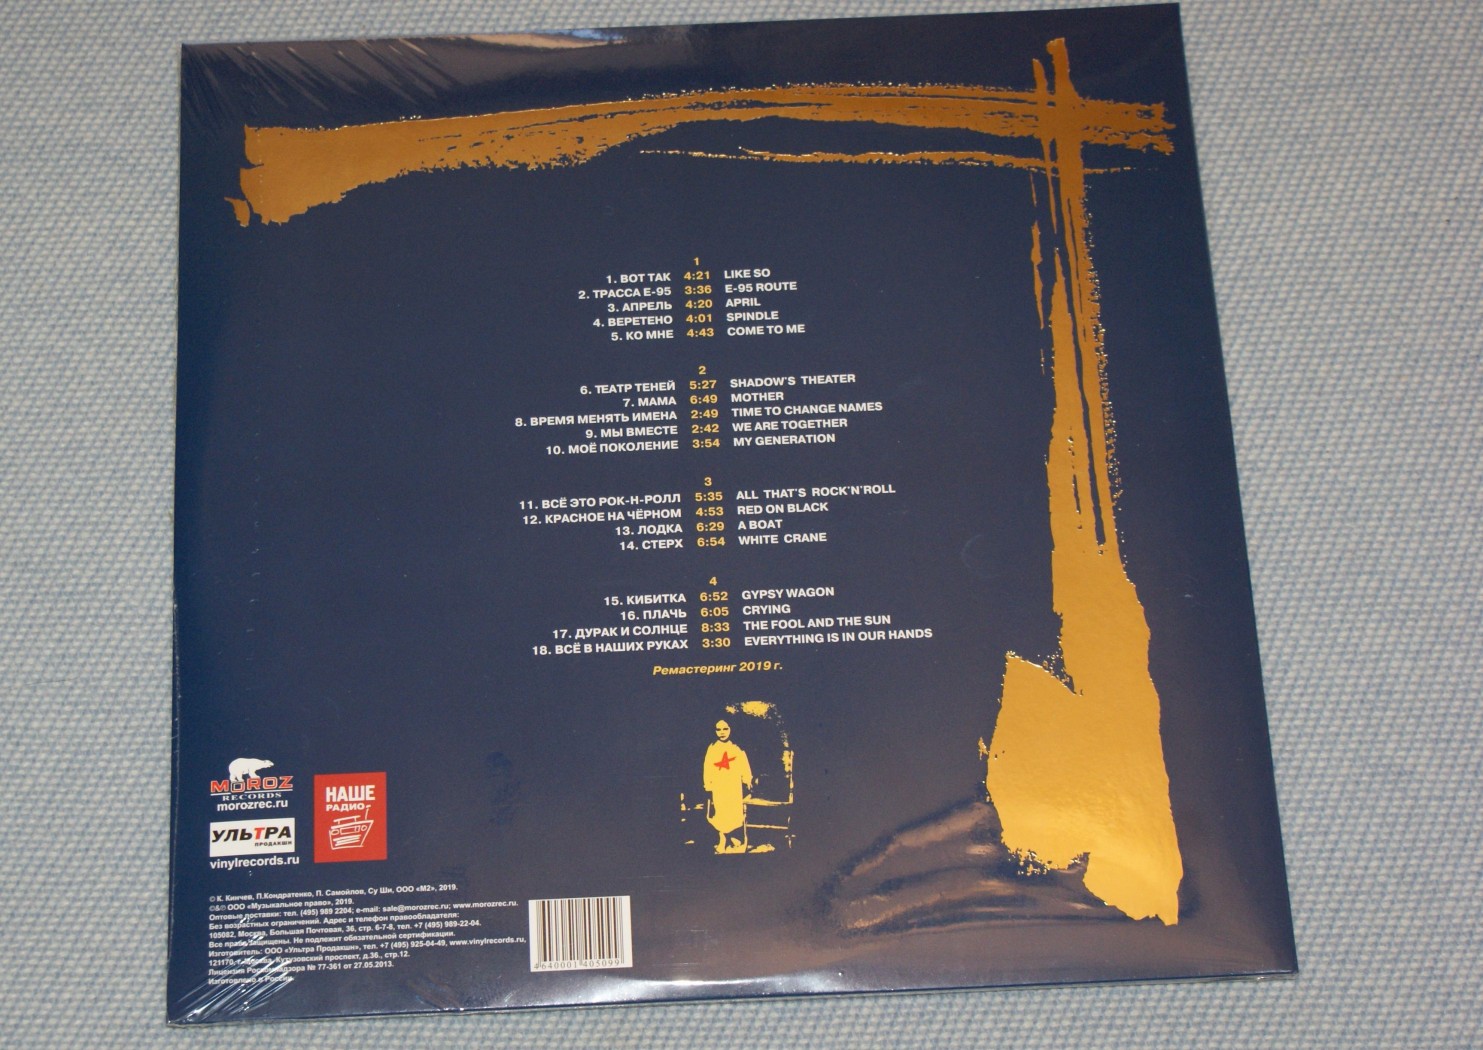 1
1. ВОТ ТАК 4:21 LIKE SO
2. ТРАССА Е-95 3:36 E-95 ROUTE
3. АПРЕЛЬ 4:20 APRIL
4. ВЕРЕТЕНО 4:01 SPINDLE
5. КО МНЕ 4:43 COME TO ME
2
6. ТЕАТР ТЕНЕЙ 5:27 SHADOW'S THEATER
7. МАМА 6:49 MOTHER
8. ВРЕМЯ МЕНЯТЬ ИМЕНА 2:49 TIME TO CHANGE NAMES
9. МЫ ВМЕСТЕ 2:42 WE ARE TOGETHER
10. МОЁ ПОКОЛЕНИЕ 3:54 MY GENERATION
3
11. ВСЁ ЭТО РОК-Н-РОЛЛ 5:35 ALL THAT'S ROCK'N'ROLL
12. КРАСНОЕ НА ЧЁРНОМ 4:53 RED ON BLACK
13. ЛОДКА 6:29 A BOAT
14. СТЕРХ 6:54 WHITE CRANE
4
15. КИБИТКА 6:52 GYPSY WAGON
16. ПЛАЧЬ 6:05 CRYING
17. ДУРАК И СОЛНЦЕ 8:33 THE FOOL AND THE SUN
18. ВСЁ В НАШИХ РУКАХ 3:30 EVERYTHING IS IN OUR HANDS
Ремастеринг 2019 г.
MOROZ
RECORDS
morozrec.ru
НАШЕ
РАДИО
УЛЬТРА
ПРОДАКШН
vinylrecords.ru
© К. Кинчев, П.Кондратенко, П. Самойлов, Су Ши, ООО «М2», 2019.
©&℗ ООО «Музыкальное право», 2019.
Оптовые поставки: тел. (495) 989 2204; e-mail: sale@morozrec.ru; www.morozrec.ru.
Без возрастных ограничений. Адрес и телефон правообладателя:
105082, Москва, Большая Почтовая, 36, стр. 6-7-8, тел. +7 (495) 989-22-04.
Все права защищены. Не подлежит обязательной сертификации.
Изготовитель: ООО «Ультра Продакшн», тел. +7 (495) 925-04-49, www.vinylrecords.ru,
121170, г. Москва, Кутузовский проспект, д.36, стр.12.
Лицензия Роскомнадзора № 77-361 от 27.05.2013.
Изготовлено в России.
4640001405099